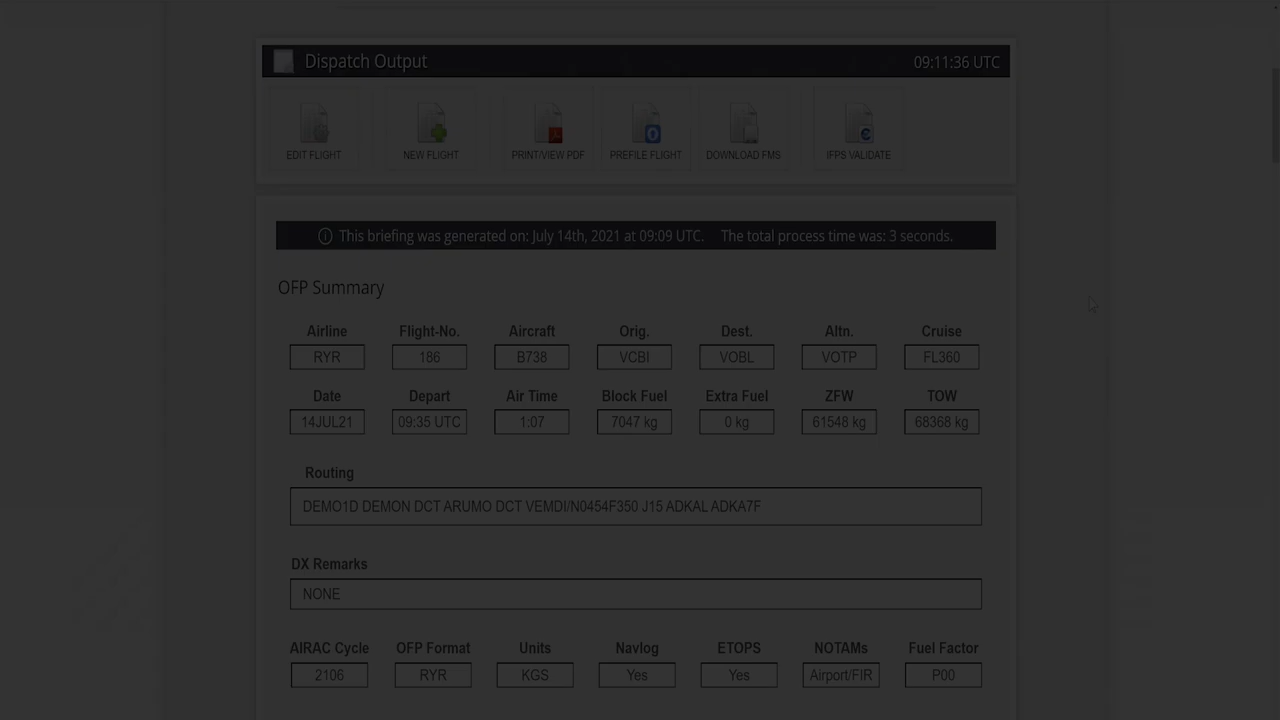 Dispatch Output 09:11:36 UTC
EDIT FLIGHT NEW FLIGHT PRINT/VIEW PDF PREFILE FLIGHT DOWNLOAD FMS IFPS VALIDATE
This briefing was generated on: July 14th, 2021 at 09:09 UTC. The total process time was: 3 seconds.
OFP Summary
Airline Flight-No. Aircraft Orig. Dest. Altn. Cruise
RYR 186 B738 VCBI VOBL VOTP FL360
Date Depart Air Time Block Fuel Extra Fuel ZFW TOW
14JUL21 09:35 UTC 1:07 7047 kg 0 kg 61548 kg 68368 kg
Routing
DEMO1D DEMON DCT ARUMO DCT VEMDI/N0454F350 J15 ADKAL ADKA7F
DX Remarks
NONE
AIRAC Cycle OFP Format Units Navlog ETOPS NOTAMs Fuel Factor
2106 RYR KGS Yes Yes Airport/FIR P00